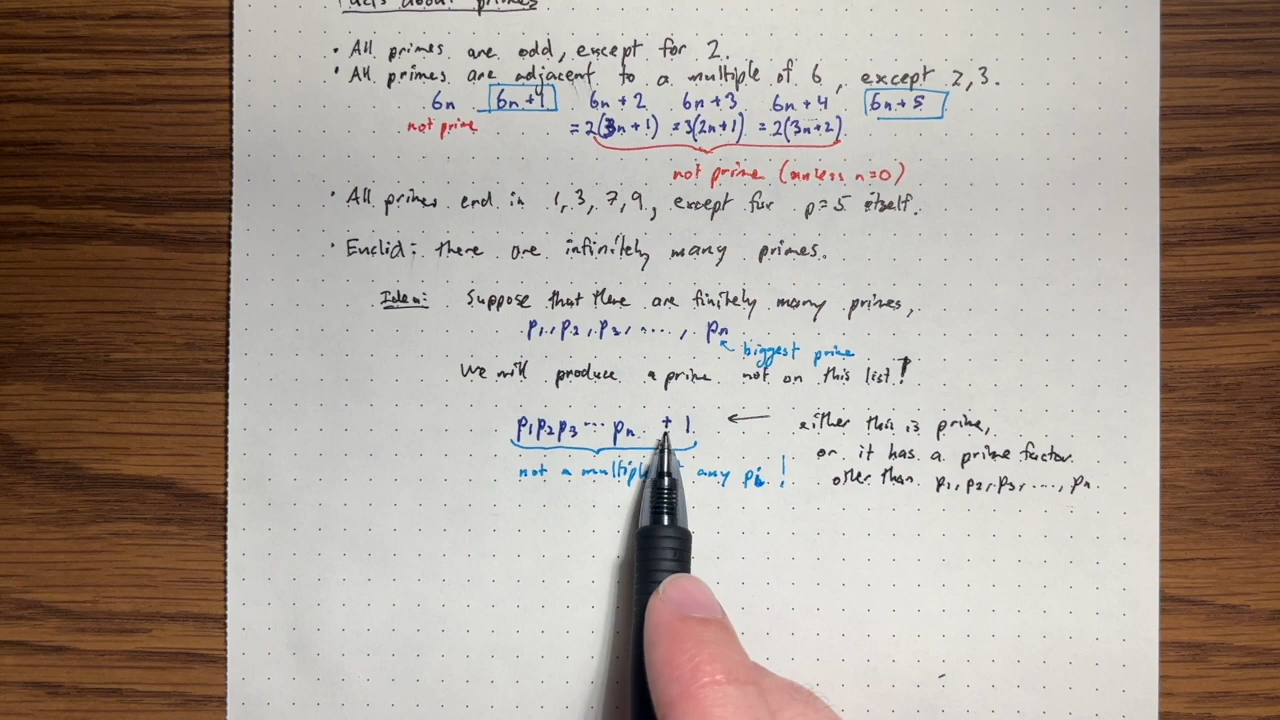 Facts about primes
• All primes are odd, except for 2.
• All primes are adjacent to a multiple of 6, except 2,3.
6n 6n+1 6n+2 6n+3 6n+4 6n+5
not prime =2(3n+1) =3(2n+1) =2(3n+2)
not prime (unless n=0)
• All primes end in 1,3,7,9, except for p=5 itself.
• Euclid: there are infinitely many primes.
Idea: Suppose that there are finitely many primes,
p₁, p₂, p₃, ...., pₙ
biggest prime
We will produce a prime not on this list!
p₁p₂p₃...pₙ + 1 ← either this is prime,
or it has a prime factor
not a multiple any pᵢ!
other than p₁, p₂, p₃, ..., pₙ.